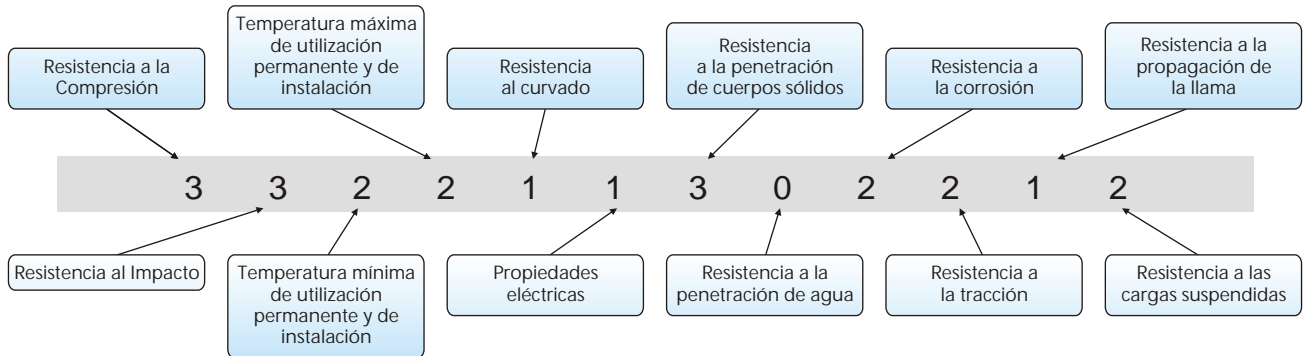 Resistencia a la
Compresión
Temperatura máxima
de utilización
permanente y de
instalación
Resistencia
al curvado
Resistencia
a la penetración
de cuerpos sólidos
Resistencia a
la corrosión
Resistencia a la
propagación de
la llama
3 3 2 2 1 1 3 0 2 2 1 2
Resistencia al Impacto
Temperatura mínima
de utilización
permanente y de
instalación
Propiedades
eléctricas
Resistencia a la
penetración de agua
Resistencia a
la tracción
Resistencia a las
cargas suspendidas